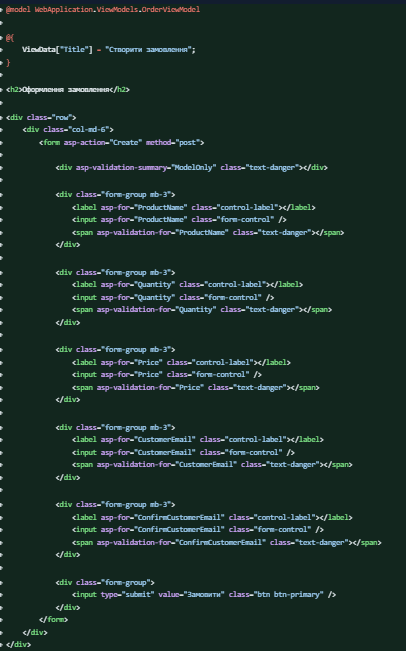 + @model WebApplication.ViewModels.OrderViewModel
+
+ @{
+     ViewData["Title"] = "Створити замовлення";
+ }
+
+ <h2>Оформлення замовлення</h2>
+
+ <div class="row">
+     <div class="col-md-6">
+         <form asp-action="Create" method="post">
+
+             <div asp-validation-summary="ModelOnly" class="text-danger"></div>
+
+             <div class="form-group mb-3">
+                 <label asp-for="ProductName" class="control-label"></label>
+                 <input asp-for="ProductName" class="form-control" />
+                 <span asp-validation-for="ProductName" class="text-danger"></span>
+             </div>
+
+             <div class="form-group mb-3">
+                 <label asp-for="Quantity" class="control-label"></label>
+                 <input asp-for="Quantity" class="form-control" />
+                 <span asp-validation-for="Quantity" class="text-danger"></span>
+             </div>
+
+             <div class="form-group mb-3">
+                 <label asp-for="Price" class="control-label"></label>
+                 <input asp-for="Price" class="form-control" />
+                 <span asp-validation-for="Price" class="text-danger"></span>
+             </div>
+
+             <div class="form-group mb-3">
+                 <label asp-for="CustomerEmail" class="control-label"></label>
+                 <input asp-for="CustomerEmail" class="form-control" />
+                 <span asp-validation-for="CustomerEmail" class="text-danger"></span>
+             </div>
+
+             <div class="form-group mb-3">
+                 <label asp-for="ConfirmCustomerEmail" class="control-label"></label>
+                 <input asp-for="ConfirmCustomerEmail" class="form-control" />
+                 <span asp-validation-for="ConfirmCustomerEmail" class="text-danger"></span>
+             </div>
+
+             <div class="form-group">
+                 <input type="submit" value="Замовити" class="btn btn-primary" />
+             </div>
+         </form>
+     </div>
+ </div>